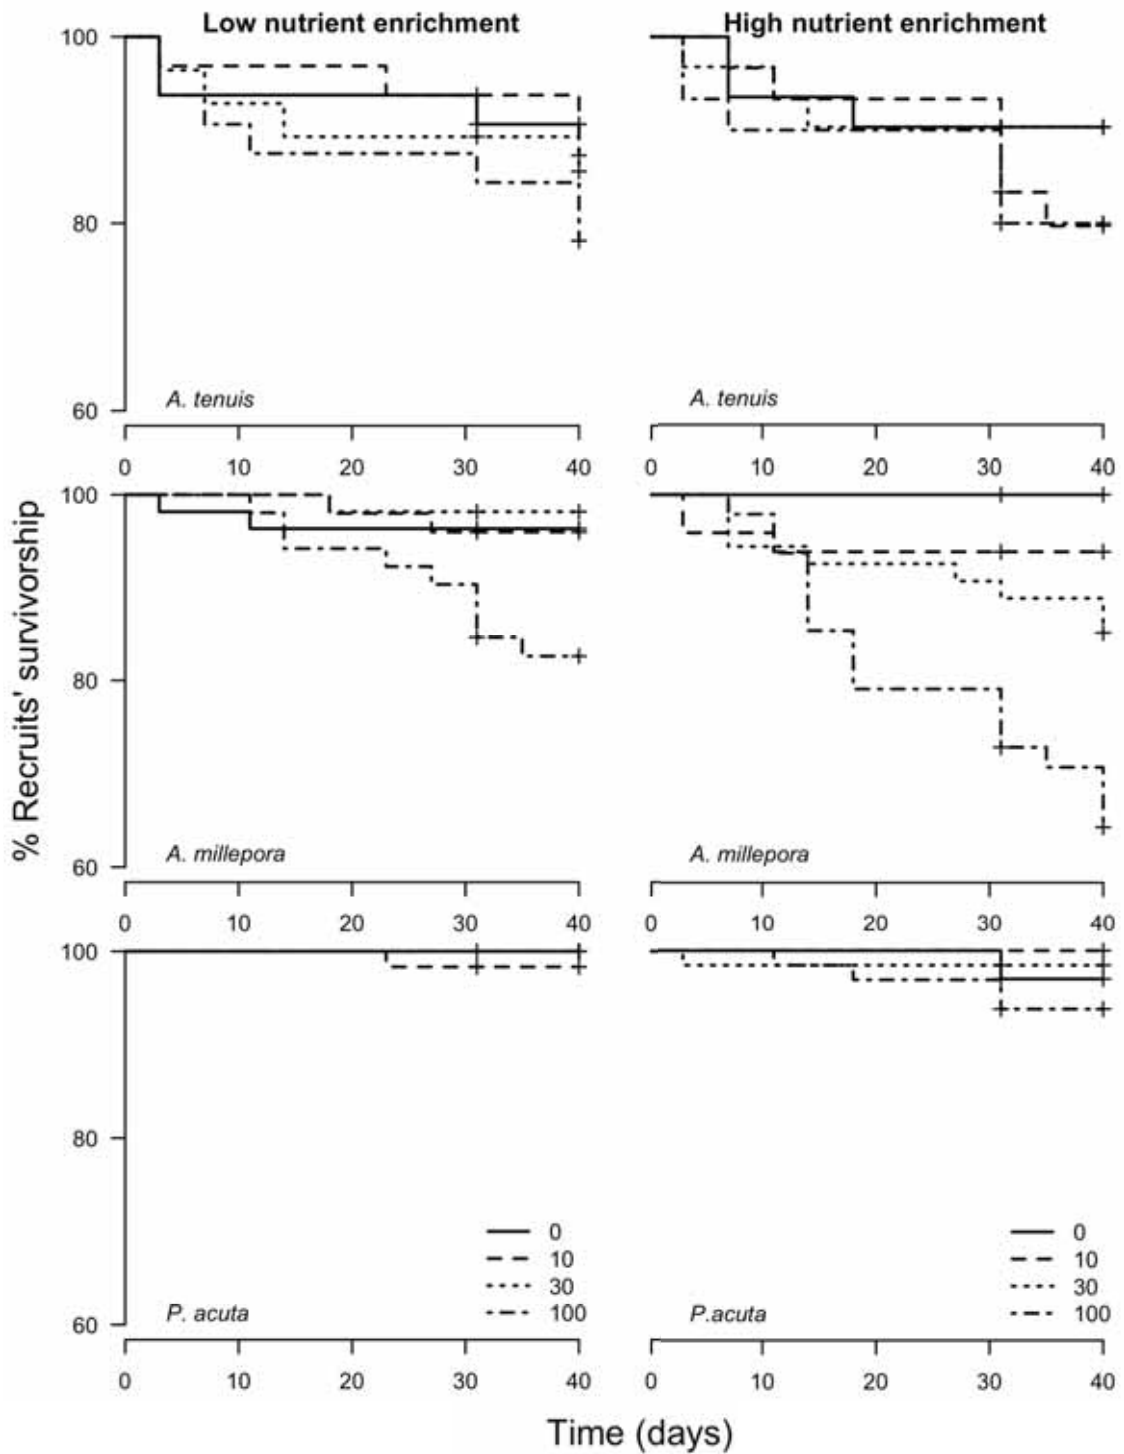 Low nutrient enrichment High nutrient enrichment
100
80
60
A. tenuis A. tenuis
0 10 20 30 40 0 10 20 30 40
% Recruits' survivorship
100
80
60
A. millepora A. millepora
0 10 20 30 40 0 10 20 30 40
100
80
60
0 0
10 10
30 30
100 100
P. acuta P.acuta
0 10 20 30 40 0 10 20 30 40
Time (days)